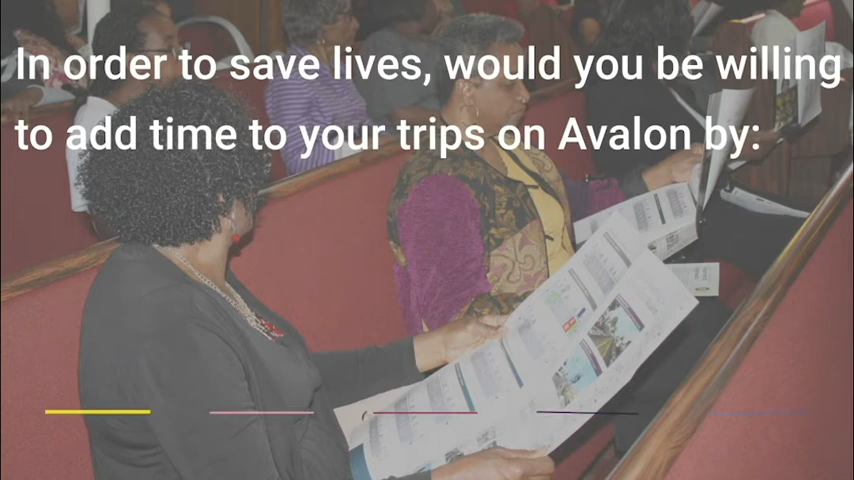 In order to save lives, would you be willing
to add time to your trips on Avalon by: